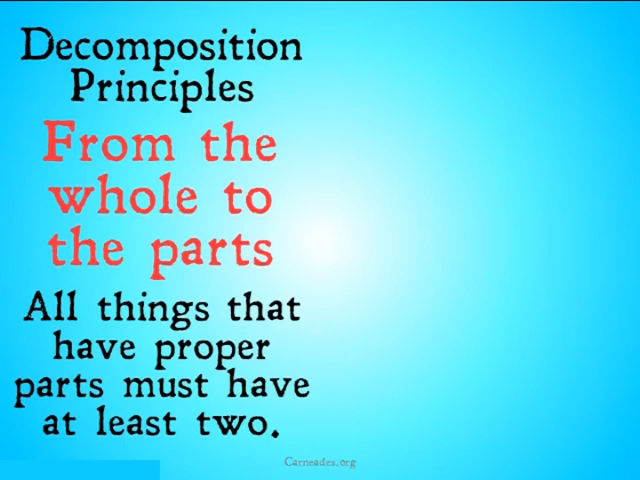 Decomposition
Principles
From the
whole to
the parts
All things that
have proper
parts must have
at least two.
Carneades.org